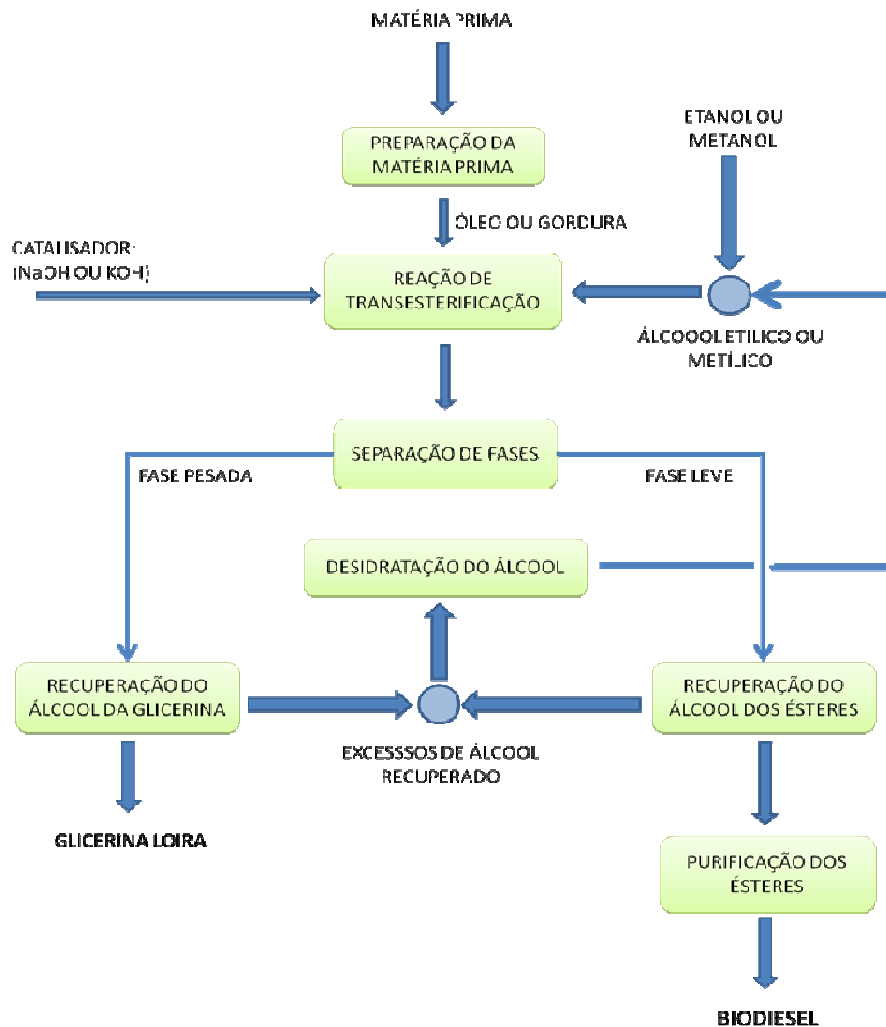 MATÉRIA PRIMA
ETANOL OU
METANOL
PREPARAÇÃO DA
MATÉRIA PRIMA
ÓLEO OU GORDURA
CATALISADOR:
(NaOH OU KOH)
REAÇÃO DE
TRANSESTERIFICAÇÃO
ÁLCOOOL ETILICO OU
METÍLICO
SEPARAÇÃO DE FASES
FASE PESADA
FASE LEVE
DESIDRATAÇÃO DO ÁLCOOL
RECUPERAÇÃO DO
ÁLCOOL DA GLICERINA
RECUPERAÇÃO DO
ÁLCOOL DOS ÉSTERES
EXCESSSOS DE ÁLCOOL
RECUPERADO
GLICERINA LOIRA
PURIFICAÇÃO DOS
ÉSTERES
BIODIESEL